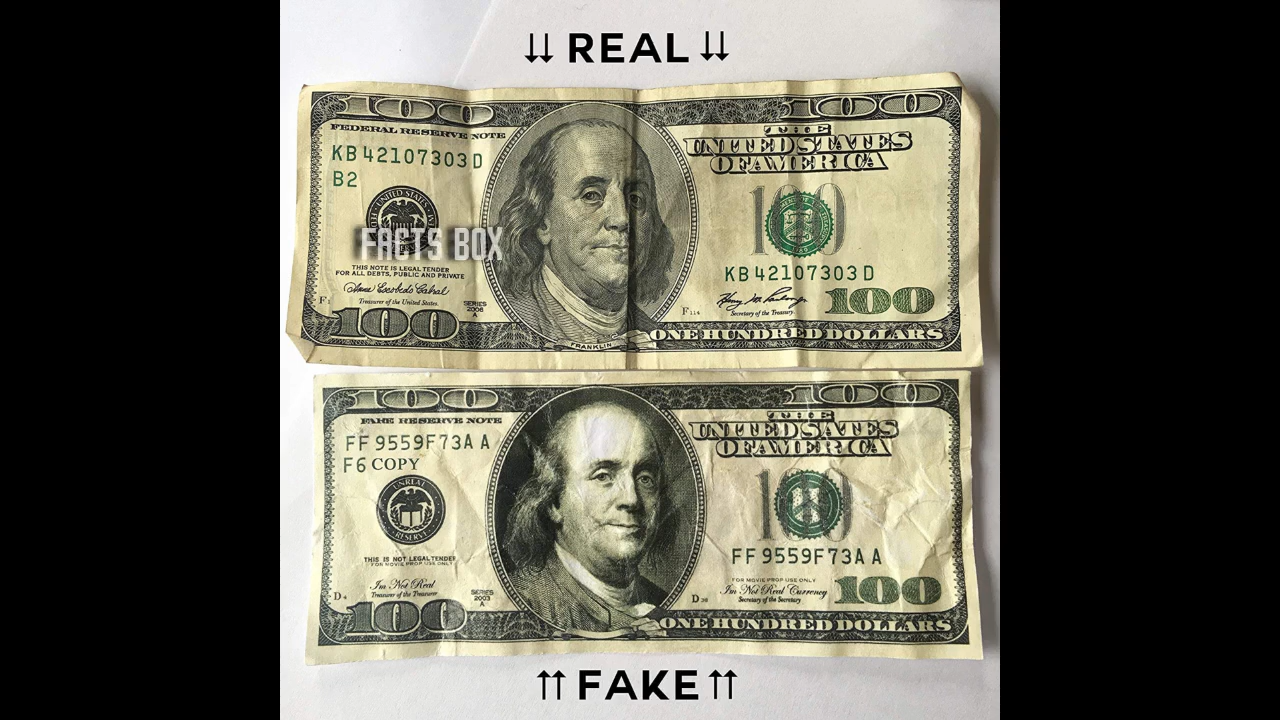 ↓↓ REAL ↓↓
100 100
FEDERAL RESERVE NOTE
THE
UNITED STATES
OF AMERICA
KB 42107303 D
B2
UNITED STATES
FACTS BOX
100
THIS NOTE IS LEGAL TENDER
FOR ALL DEBTS, PUBLIC AND PRIVATE
KB 42107303 D
Treasurer of the United States.
SERIES
2006
A
Secretary of the Treasury.
100
100
FRANKLIN
ONE HUNDRED DOLLARS
100 100
FAKE RESERVE NOTE
THE
UNITED SATES
OF AMERICA
FF 9559F73A A
F6 COPY
UNREAL
RESERVE
100
FF 9559F73A A
THIS IS NOT LEGAL TENDER
FOR MOVIE PROP USE ONLY
I'm Not Real
Treasurer of the Treasurer
SERIES
2003
A
FOR MOVIE PROP USE ONLY
I'm Not Real Currency
Secretary of the Secretary
100
100
ONE HUNDRED DOLLARS
↑↑ FAKE ↑↑